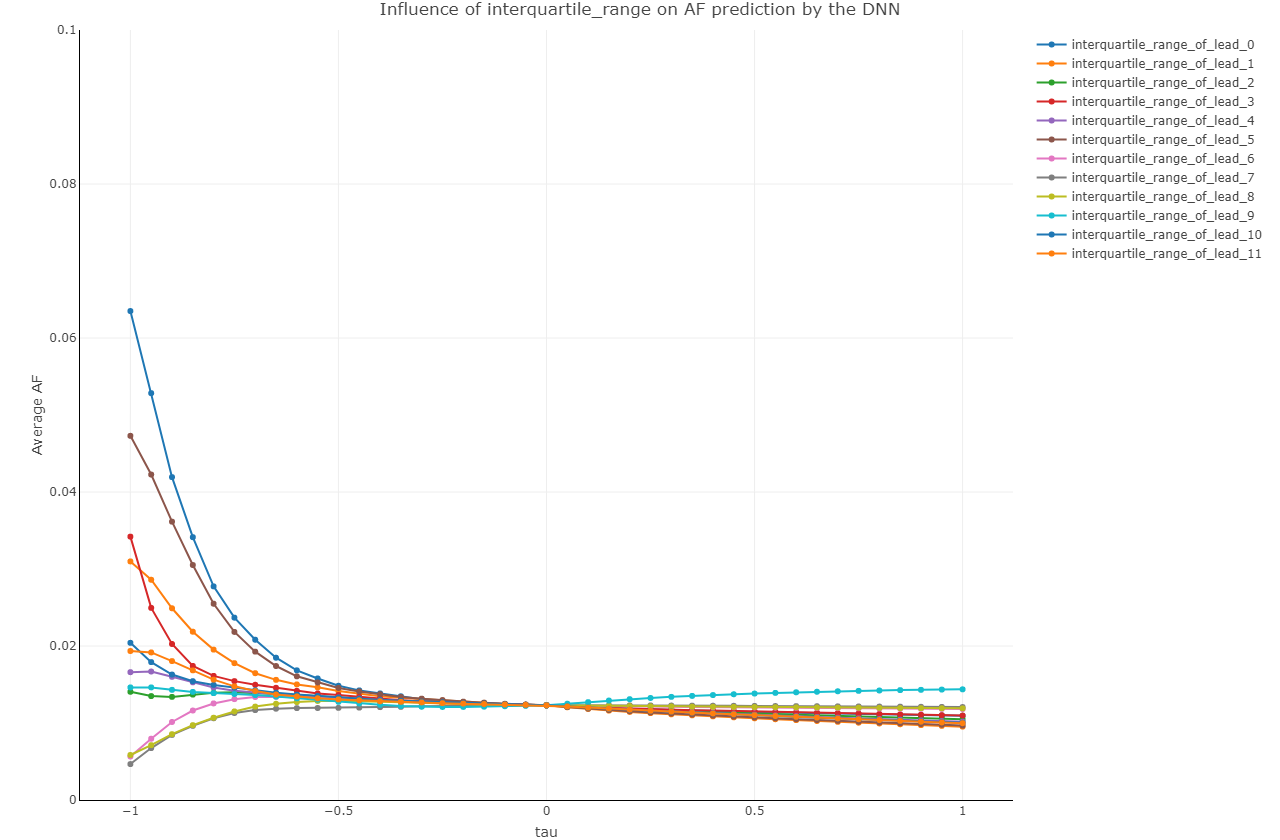 Influence of interquartile_range on AF prediction by the DNN
0.1
0.08
0.06
0.04
0.02
0
Average AF
−1
−0.5
0
0.5
1
tau
interquartile_range_of_lead_0
interquartile_range_of_lead_1
interquartile_range_of_lead_2
interquartile_range_of_lead_3
interquartile_range_of_lead_4
interquartile_range_of_lead_5
interquartile_range_of_lead_6
interquartile_range_of_lead_7
interquartile_range_of_lead_8
interquartile_range_of_lead_9
interquartile_range_of_lead_10
interquartile_range_of_lead_11